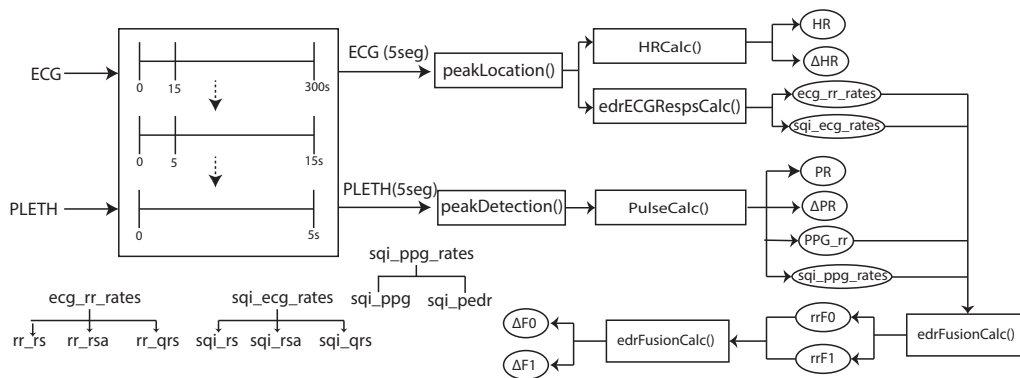 ECG
0 15 300s
0 5 15s
0 5s
PLETH
ECG (5seg)
PLETH(5seg)
peakLocation()
HRCalc()
HR
ΔHR
edrECGRespsCalc()
ecg_rr_rates
sqi_ecg_rates
peakDetection()
PulseCalc()
PR
ΔPR
PPG_rr
sqi_ppg_rates
edrFusionCalc()
rrF0
rrF1
edrFusionCalc()
ΔF0
ΔF1
ecg_rr_rates
rr_rs rr_rsa rr_qrs
sqi_ecg_rates
sqi_rs sqi_rsa sqi_qrs
sqi_ppg_rates
sqi_ppg sqi_pedr